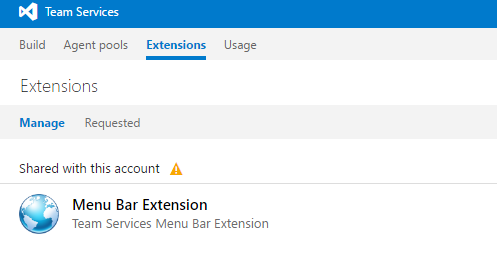 Team Services
Build Agent pools Extensions Usage
Extensions
Manage Requested
Shared with this account
Menu Bar Extension
Team Services Menu Bar Extension